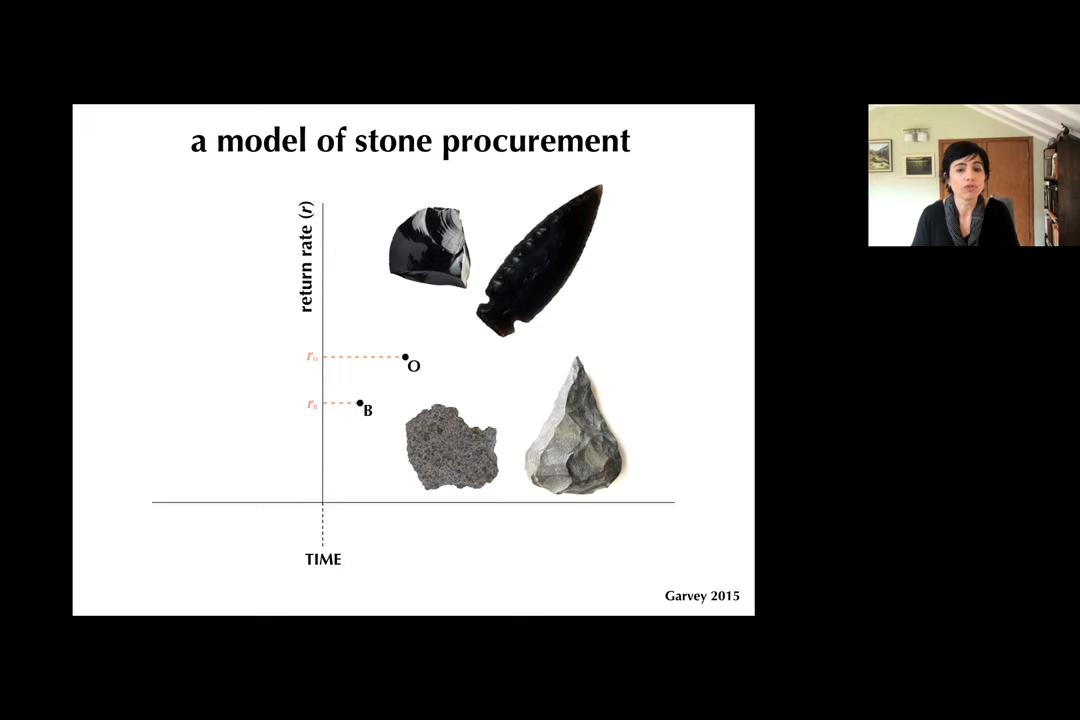 a model of stone procurement
return rate (r)
rO
O
rB
B
TIME
Garvey 2015